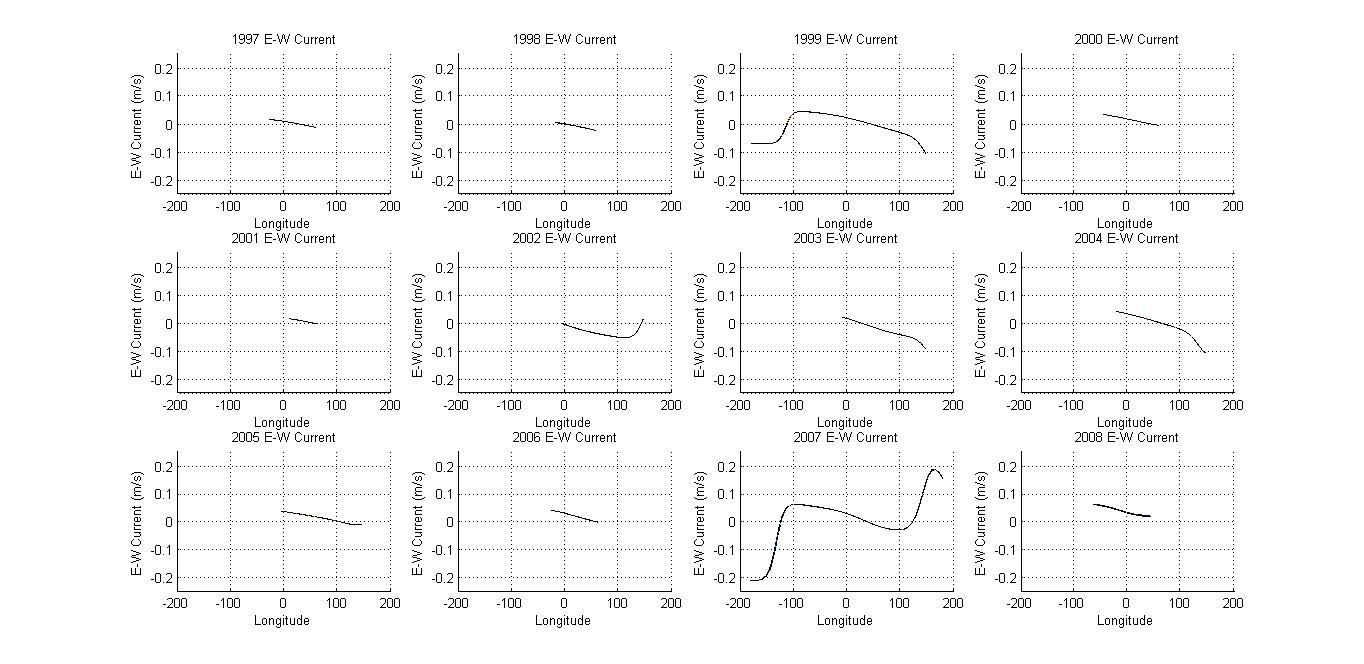 1997 E-W Current 1998 E-W Current 1999 E-W Current 2000 E-W Current
E-W Current (m/s) E-W Current (m/s) E-W Current (m/s) E-W Current (m/s)
0.2 0.2 0.2 0.2
0.1 0.1 0.1 0.1
0 0 0 0
-0.1 -0.1 -0.1 -0.1
-0.2 -0.2 -0.2 -0.2
-200 -100 0 100 200 -200 -100 0 100 200 -200 -100 0 100 200 -200 -100 0 100 200
Longitude Longitude Longitude Longitude
2001 E-W Current 2002 E-W Current 2003 E-W Current 2004 E-W Current
E-W Current (m/s) E-W Current (m/s) E-W Current (m/s) E-W Current (m/s)
0.2 0.2 0.2 0.2
0.1 0.1 0.1 0.1
0 0 0 0
-0.1 -0.1 -0.1 -0.1
-0.2 -0.2 -0.2 -0.2
-200 -100 0 100 200 -200 -100 0 100 200 -200 -100 0 100 200 -200 -100 0 100 200
Longitude Longitude Longitude Longitude
2005 E-W Current 2006 E-W Current 2007 E-W Current 2008 E-W Current
E-W Current (m/s) E-W Current (m/s) E-W Current (m/s) E-W Current (m/s)
0.2 0.2 0.2 0.2
0.1 0.1 0.1 0.1
0 0 0 0
-0.1 -0.1 -0.1 -0.1
-0.2 -0.2 -0.2 -0.2
-200 -100 0 100 200 -200 -100 0 100 200 -200 -100 0 100 200 -200 -100 0 100 200
Longitude Longitude Longitude Longitude